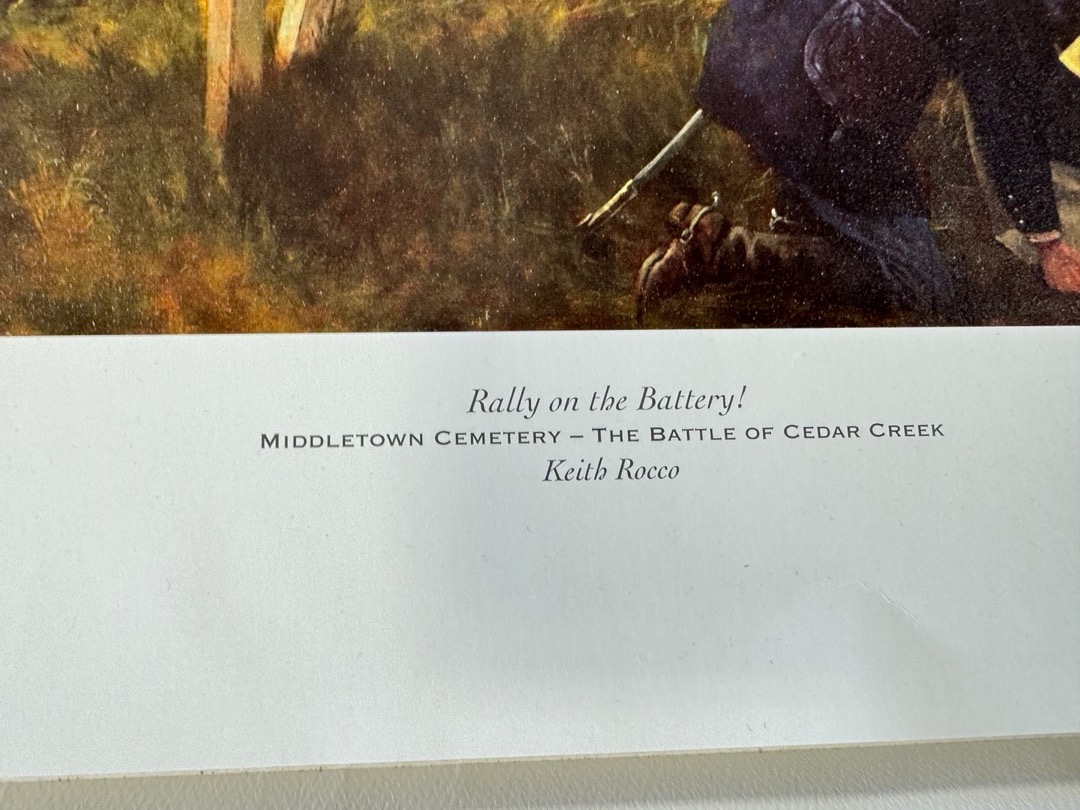 Rally on the Battery!
MIDDLETOWN CEMETERY – THE BATTLE OF CEDAR CREEK
Keith Rocco